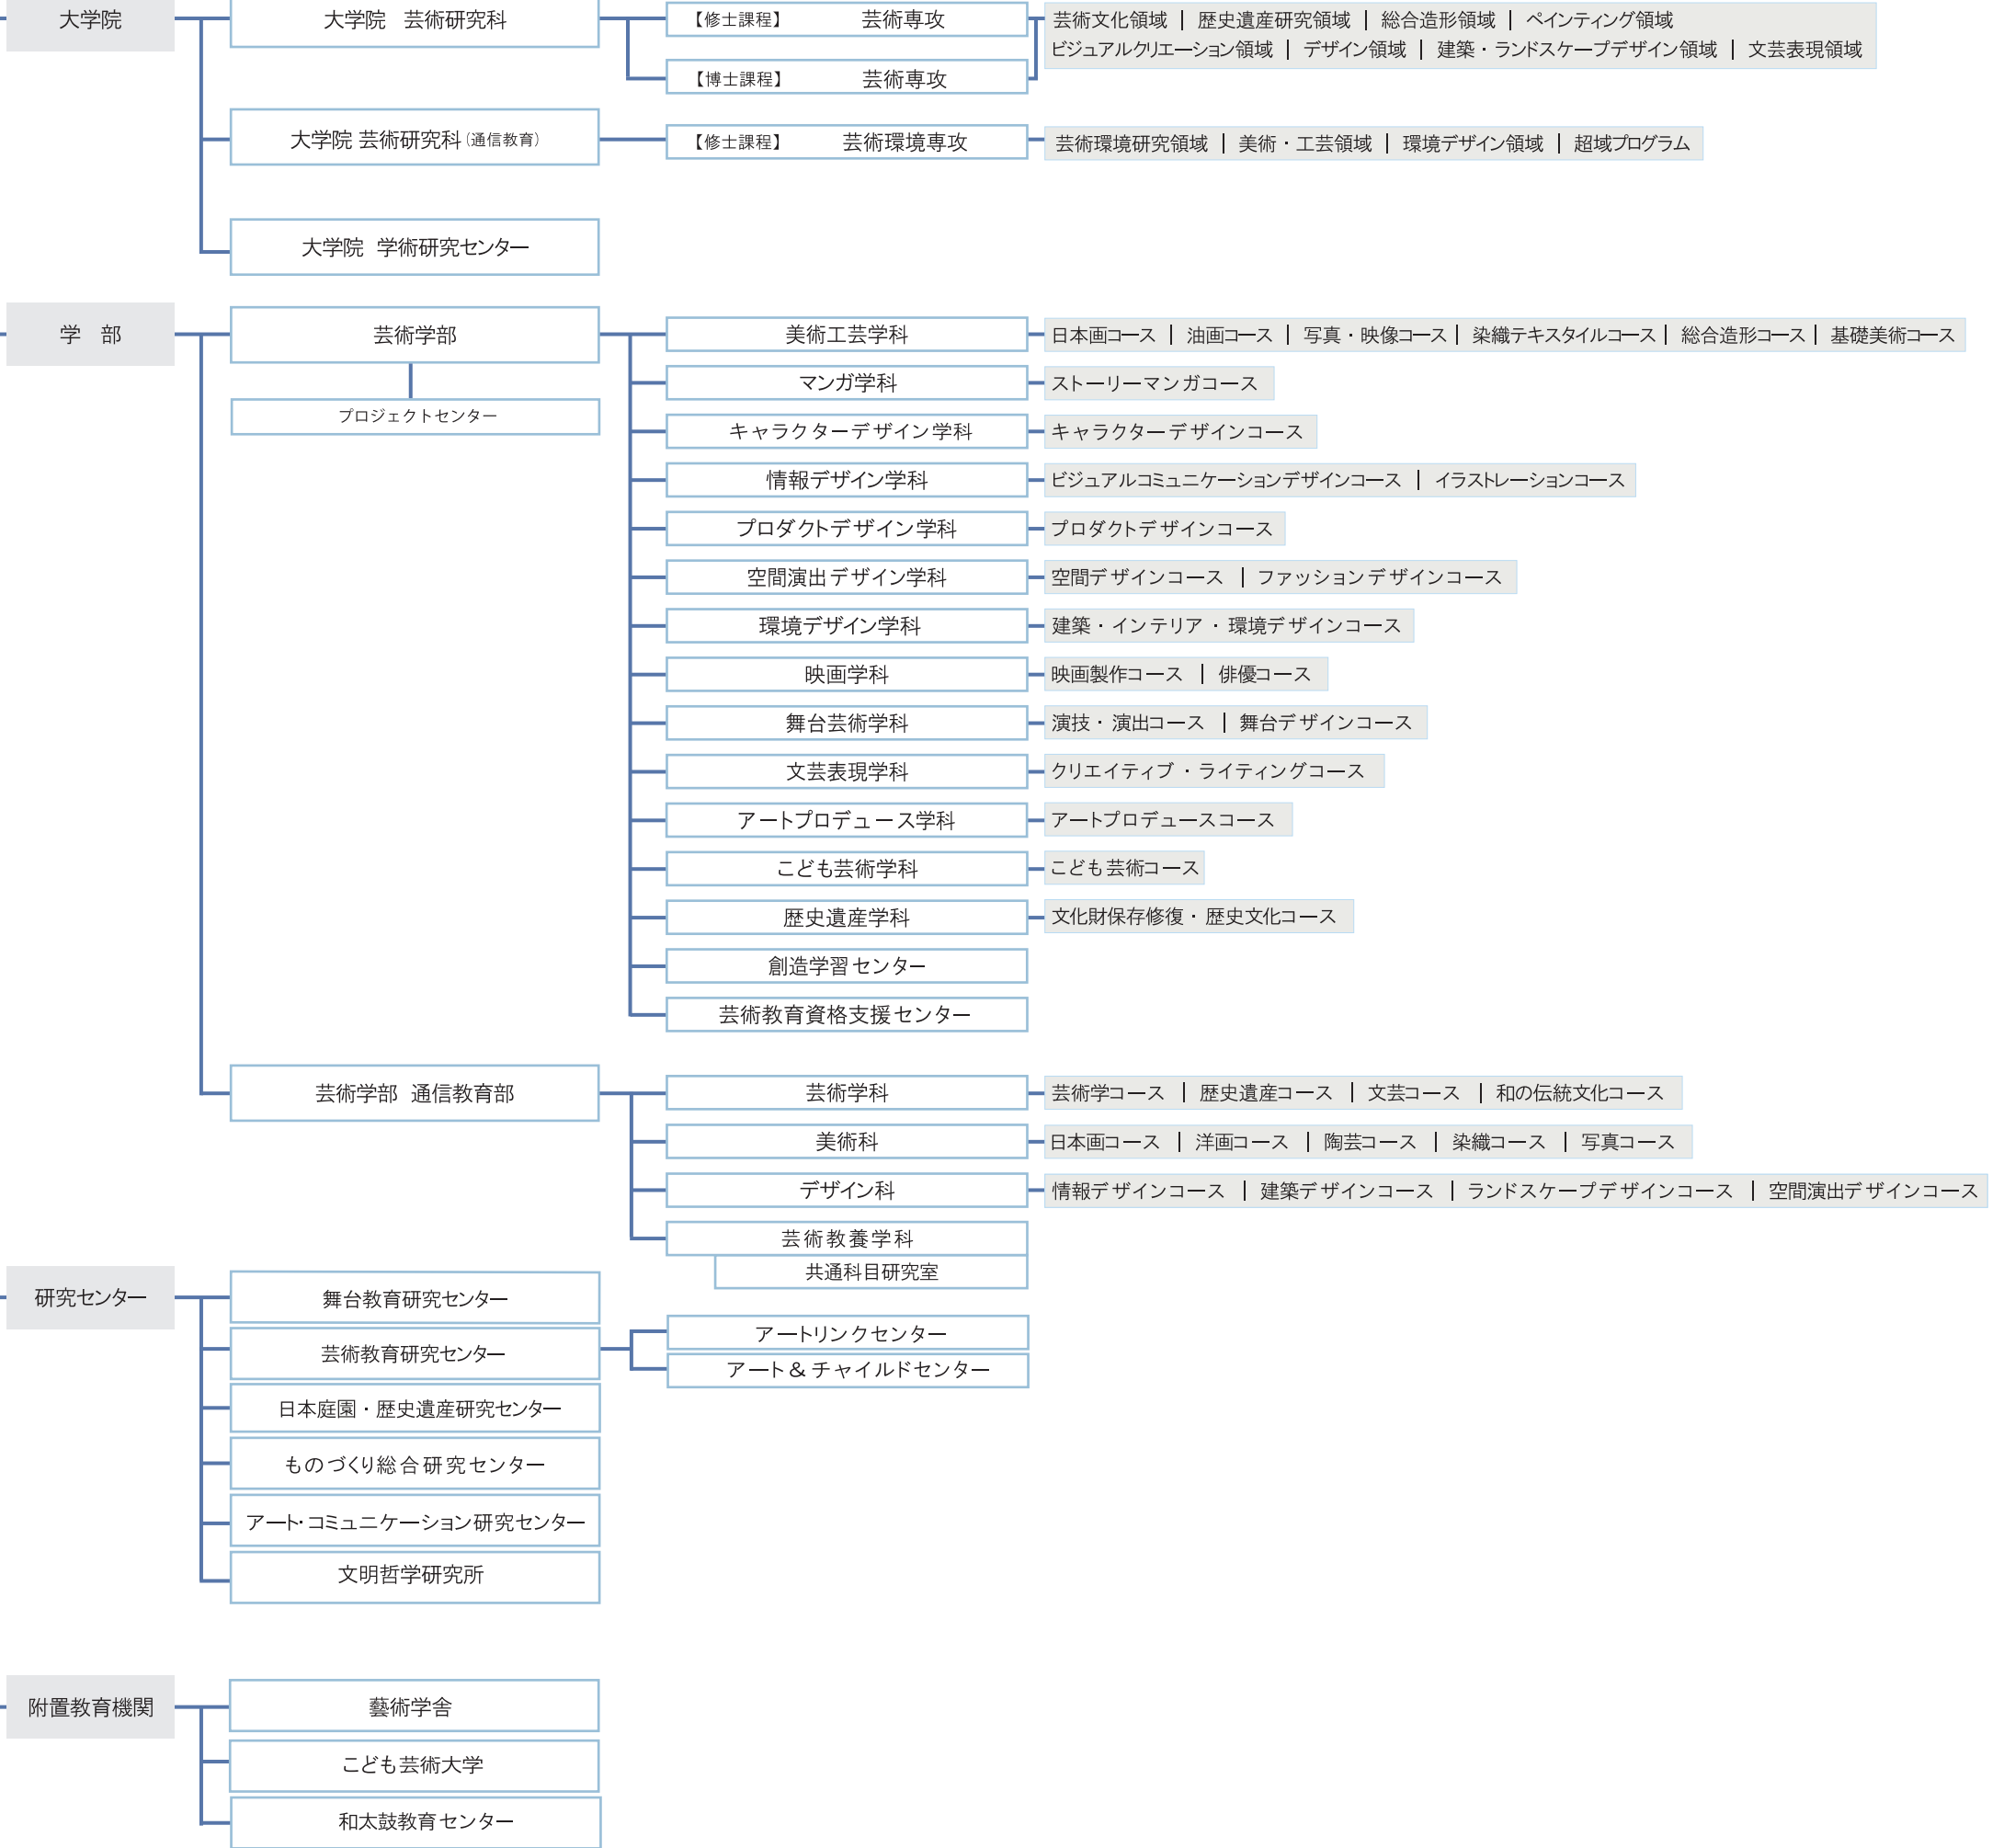 大学院
大学院 芸術研究科
【修士課程】 芸術専攻
芸術文化領域 | 歴史遺産研究領域 | 総合造形領域 | ペインティング領域
ビジュアルクリエーション領域 | デザイン領域 | 建築・ランドスケープデザイン領域 | 文芸表現領域
【博士課程】 芸術専攻
大学院 芸術研究科(通信教育)
【修士課程】 芸術環境専攻
芸術環境研究領域 | 美術・工芸領域 | 環境デザイン領域 | 超域プログラム
大学院 学術研究センター
学 部
芸術学部
プロジェクトセンター
美術工芸学科
日本画コース | 油画コース | 写真・映像コース | 染織テキスタイルコース | 総合造形コース | 基礎美術コース
マンガ学科
ストーリーマンガコース
キャラクターデザイン学科
キャラクターデザインコース
情報デザイン学科
ビジュアルコミュニケーションデザインコース | イラストレーションコース
プロダクトデザイン学科
プロダクトデザインコース
空間演出デザイン学科
空間デザインコース | ファッションデザインコース
環境デザイン学科
建築・インテリア・環境デザインコース
映画学科
映画製作コース | 俳優コース
舞台芸術学科
演技・演出コース | 舞台デザインコース
文芸表現学科
クリエイティブ・ライティングコース
アートプロデュース学科
アートプロデュースコース
こども芸術学科
こども芸術コース
歴史遺産学科
文化財保存修復・歴史文化コース
創造学習センター
芸術教育資格支援センター
芸術学部 通信教育部
芸術学科
芸術学コース | 歴史遺産コース | 文芸コース | 和の伝統文化コース
美術科
日本画コース | 洋画コース | 陶芸コース | 染織コース | 写真コース
デザイン科
情報デザインコース | 建築デザインコース | ランドスケープデザインコース | 空間演出デザインコース
芸術教養学科
共通科目研究室
研究センター
舞台教育研究センター
芸術教育研究センター
アートリンクセンター
アート＆チャイルドセンター
日本庭園・歴史遺産研究センター
ものづくり総合研究センター
アート・コミュニケーション研究センター
文明哲学研究所
附置教育機関
藝術学舎
こども芸術大学
和太鼓教育センター